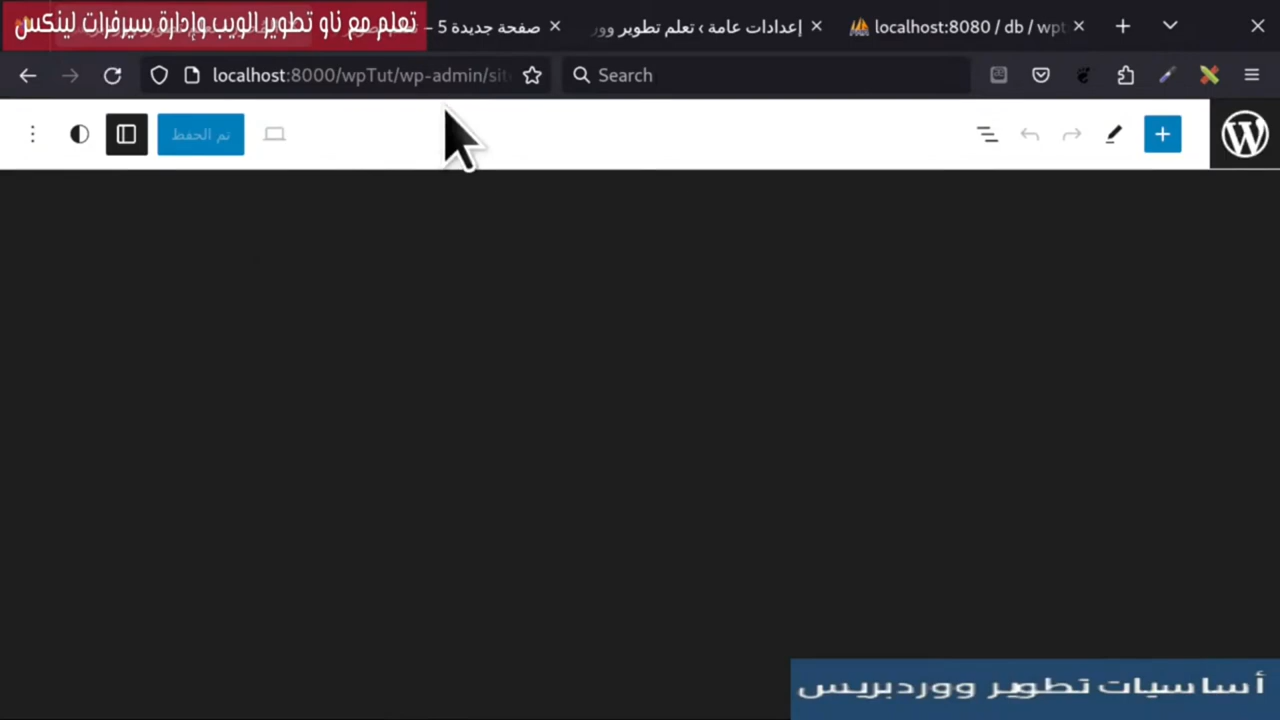 تعلم مع ناو تطوير الويب وإدارة سيرفرات لينكس
صفحة جديدة 5 –
إعدادات عامة ‹ تعلم تطوير وور
localhost:8080 / db / wpt
localhost:8000/wpTut/wp-admin/sit
Search
تم الحفظ
أساسيات تطوير ووردبريس